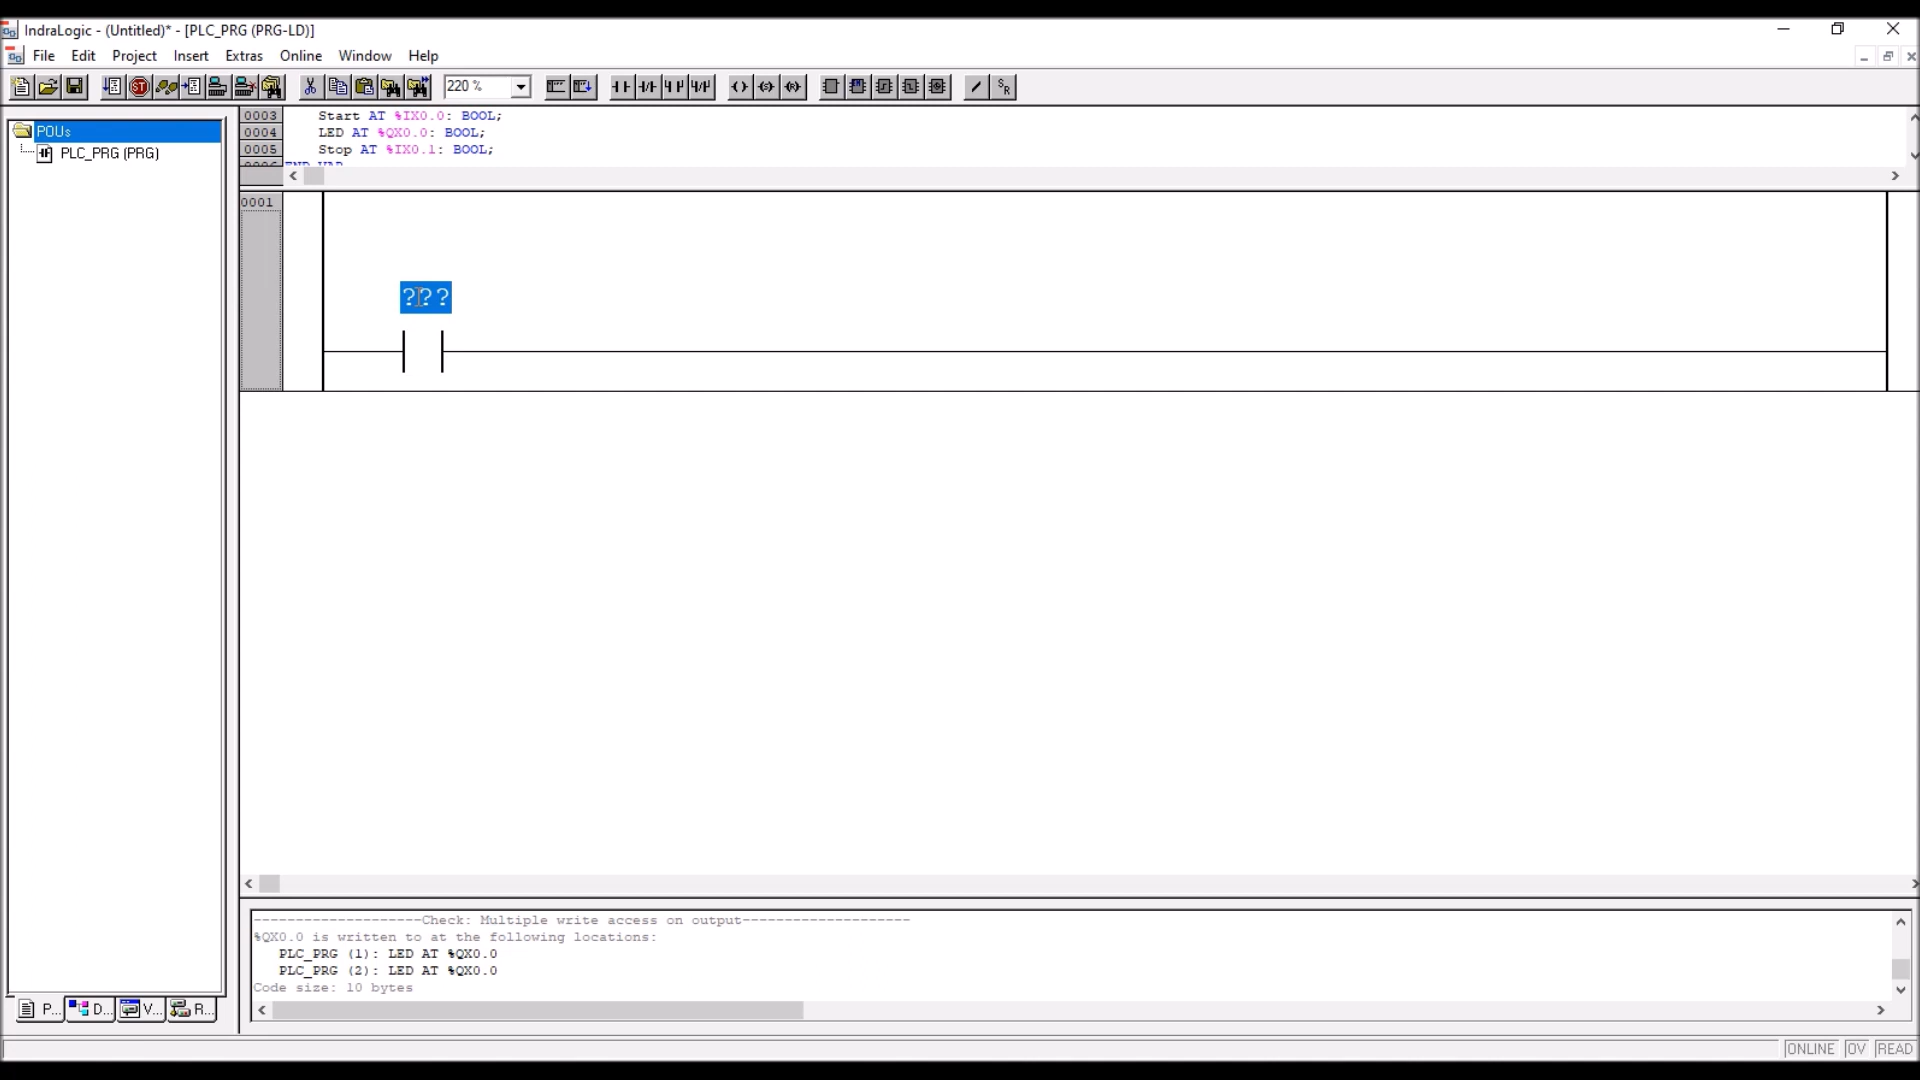 IndraLogic - (Untitled)* - [PLC_PRG (PRG-LD)]
File Edit Project Insert Extras Online Window Help
220 %
POUs
PLC_PRG (PRG)
0003 Start AT %IX0.0: BOOL;
0004 LED AT %QX0.0: BOOL;
0005 Stop AT %IX0.1: BOOL;
0006 END_VAR
0001
???
--------------------Check: Multiple write access on output--------------------
%QX0.0 is written to at the following locations:
PLC_PRG (1): LED AT %QX0.0
PLC_PRG (2): LED AT %QX0.0
Code size: 10 bytes
P... D... V... R...
ONLINE OV READ